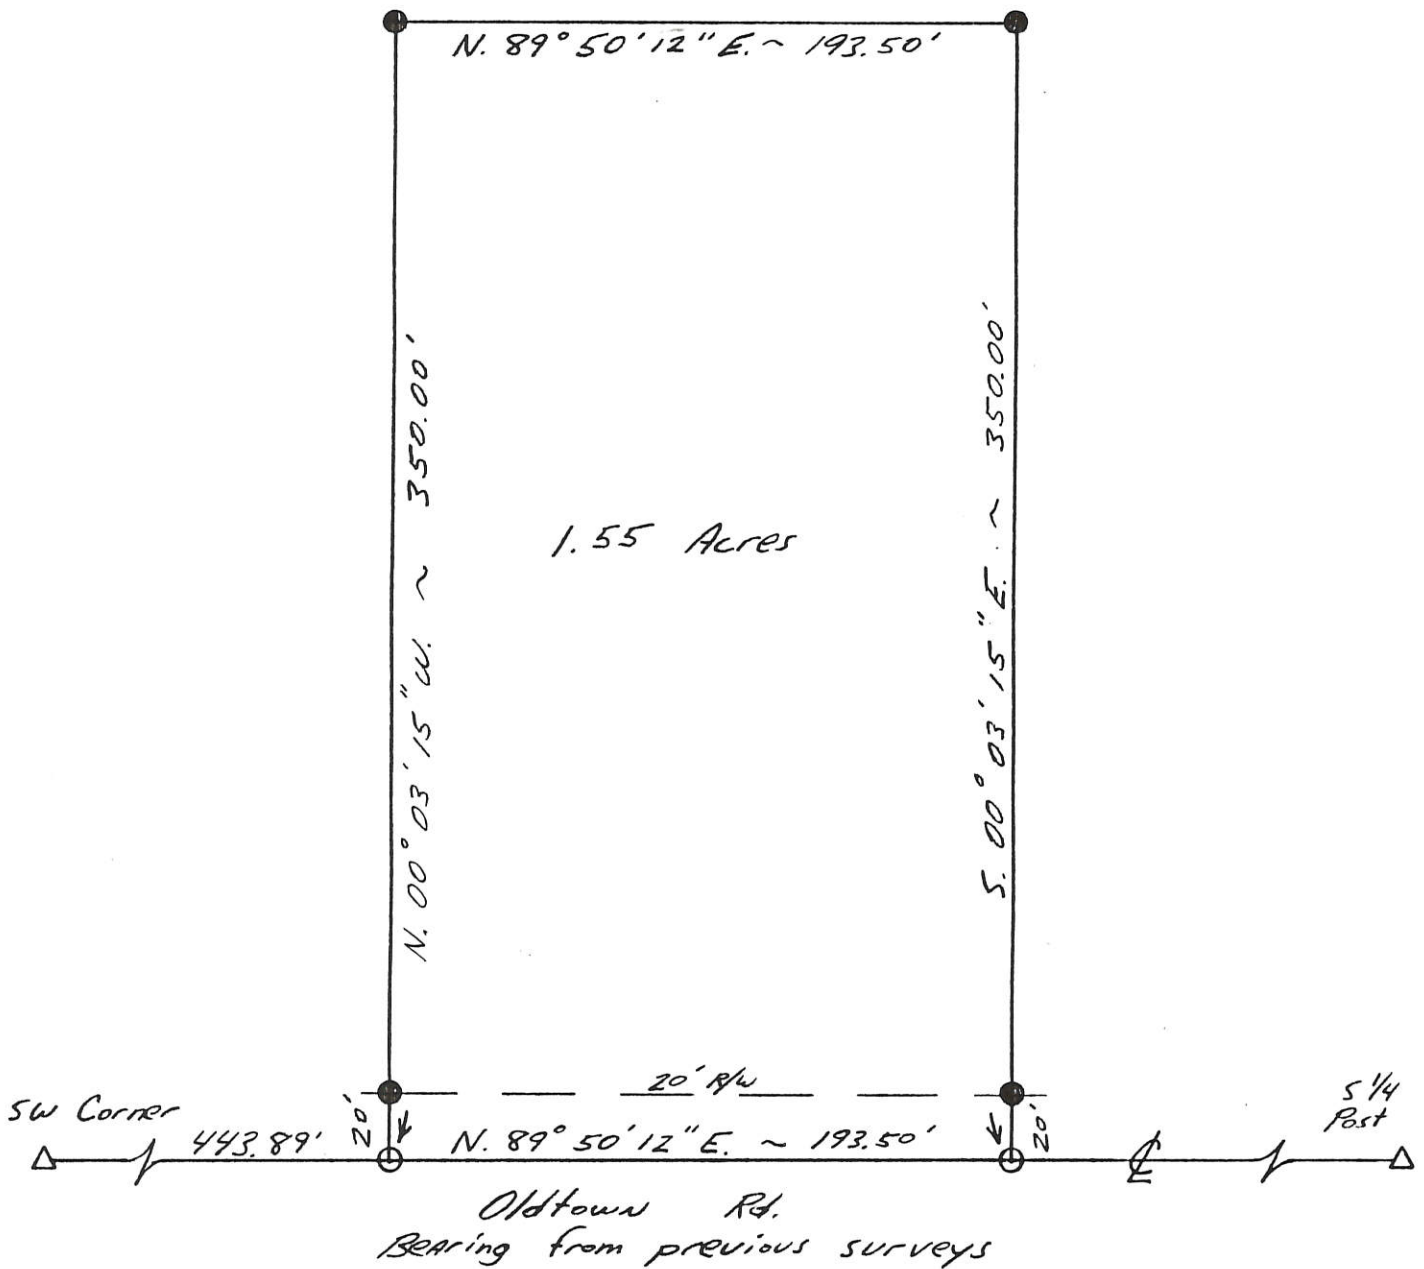 N. 89° 50' 12" E. ~ 193.50'
N. 00° 03' 15" W. ~ 350.00'
S. 00° 03' 15" E. ~ 350.00'
1.55 Acres
20' R/W
SW Corner
S 1/4
Post
443.89'
20'
N. 89° 50' 12" E. ~ 193.50'
20'
℄
Oldtown Rd.
Bearing from previous surveys